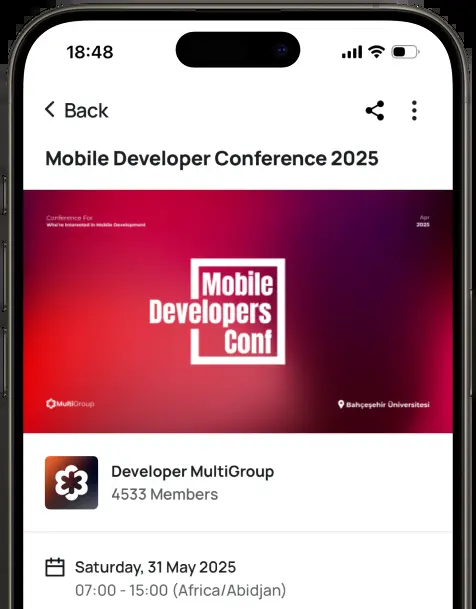 18:48
Back
Mobile Developer Conference 2025
Conference For
Who're Interested in Mobile Development
Apr
2025
Mobile
Developers
Conf
MultiGroup
Bahçeşehir Üniversitesi
Developer MultiGroup
4533 Members
Saturday, 31 May 2025
07:00 - 15:00 (Africa/Abidjan)